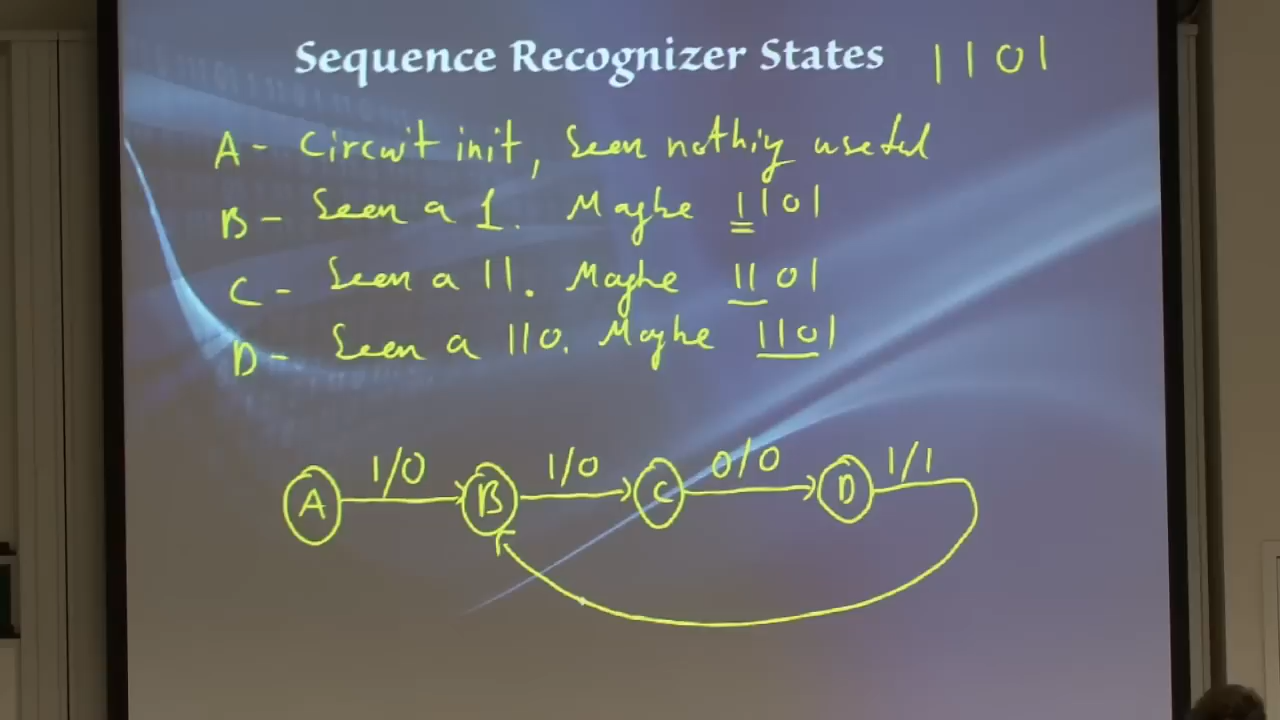 Sequence Recognizer States 1101
A - Circuit init, Seen nothing useful
B - Seen a 1. Maybe 1101
C - Seen a 11. Maybe 1101
D - Seen a 110. Maybe 1101
1/0 1/0 0/0 1/1
A B C D